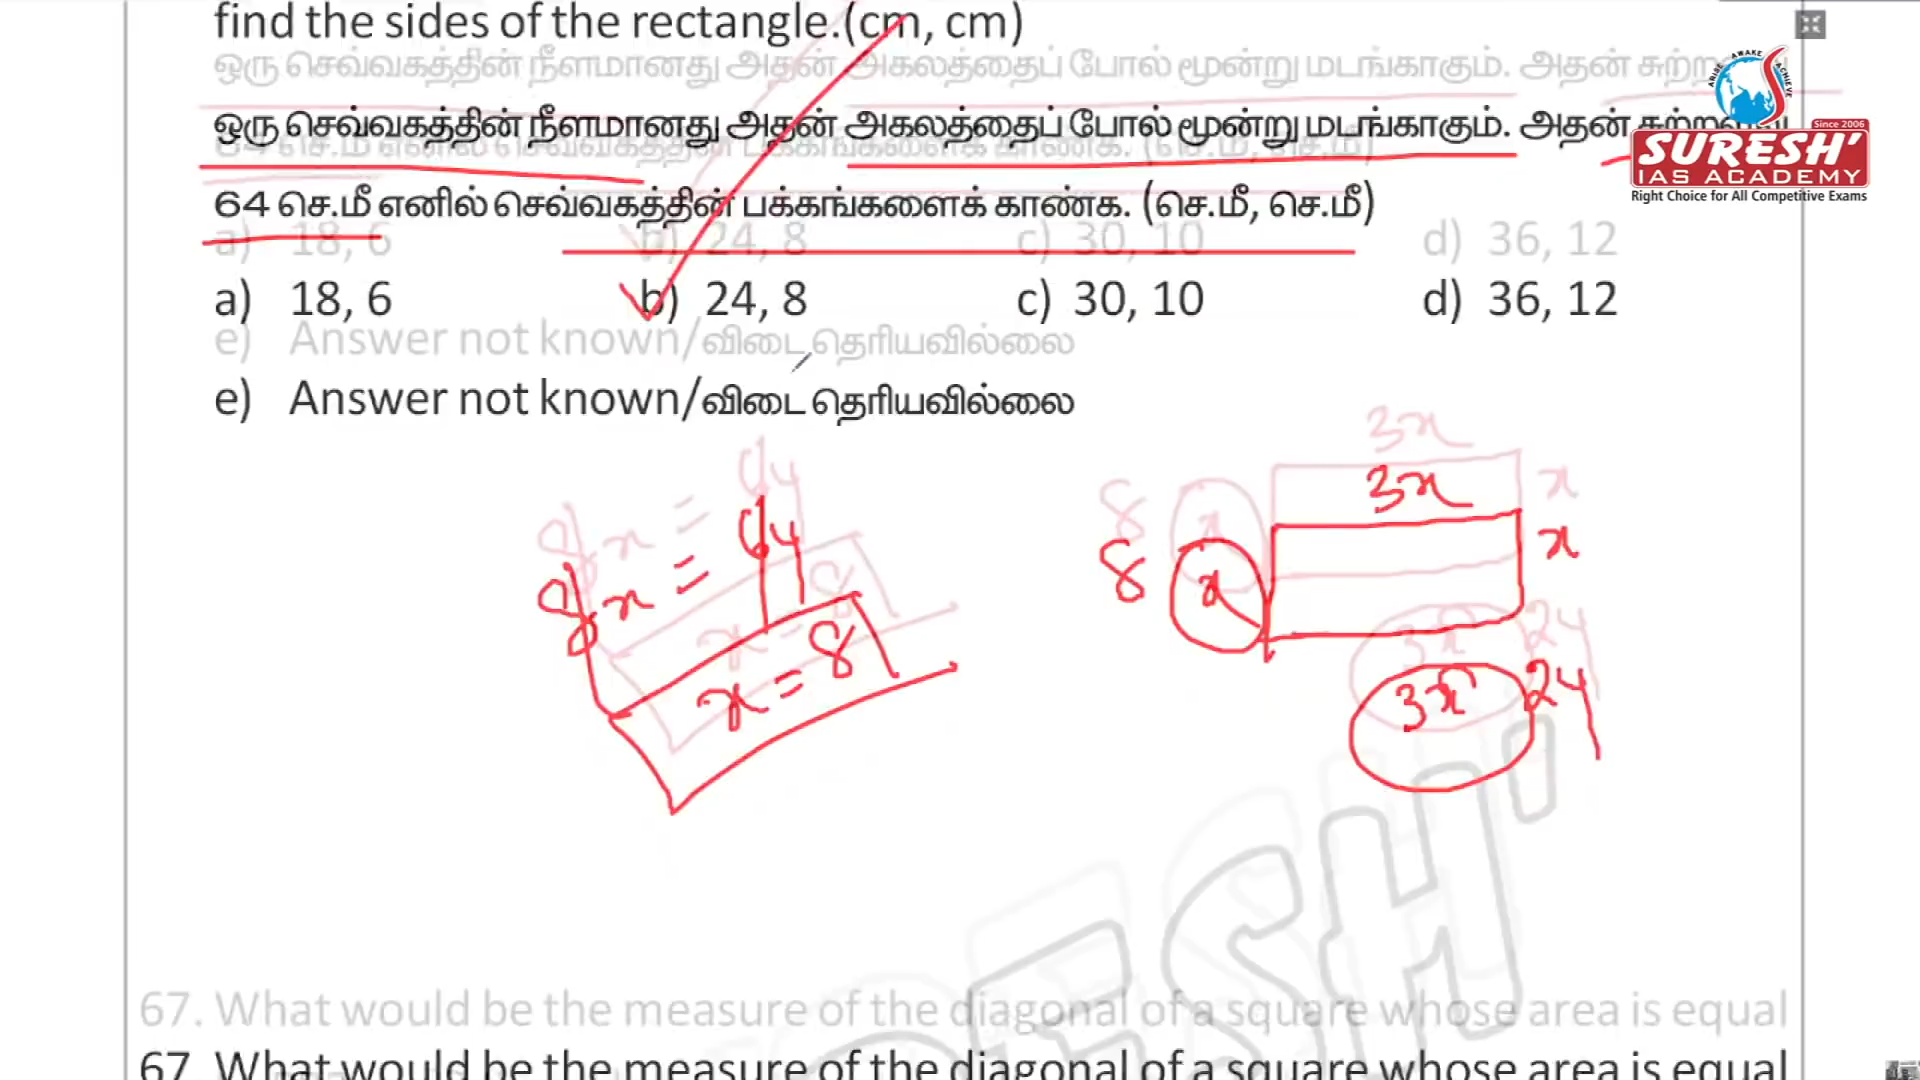 find the sides of the rectangle.(cm, cm)
ஒரு செவ்வகத்தின் நீளமானது அதன் அகலத்தைப் போல் மூன்று மடங்காகும். அதன்
64 செ.மீ எனில் செவ்வகத்தின் பக்கங்களைக் காண்க. (செ.மீ, செ.மீ)
a) 18, 6 b) 24, 8 c) 30, 10 d) 36, 12
e) Answer not known/விடை தெரியவில்லை
ARISE AWAKE ACHIEVE
Since 2006
SURESH'
IAS ACADEMY
Right Choice for All Competitive Exams
8x = 64
x = 8
3x
x
8 x
3x 24
67. What would be the measure of the diagonal of a square whose area is equal